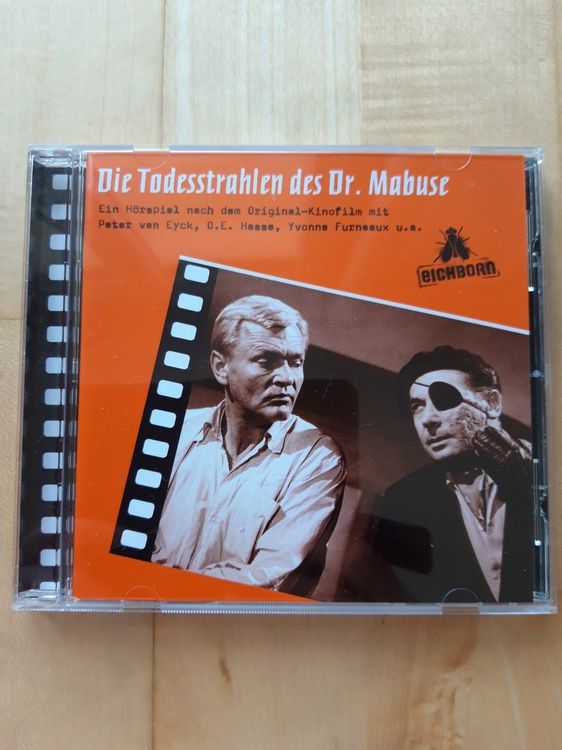 Die Todesstrahlen des Dr. Mabuse
Ein Hörspiel nach dem Original-Kinofilm mit
Peter van Eyck, O.E. Hasse, Yvonne Furneaux u.a.
eichborn